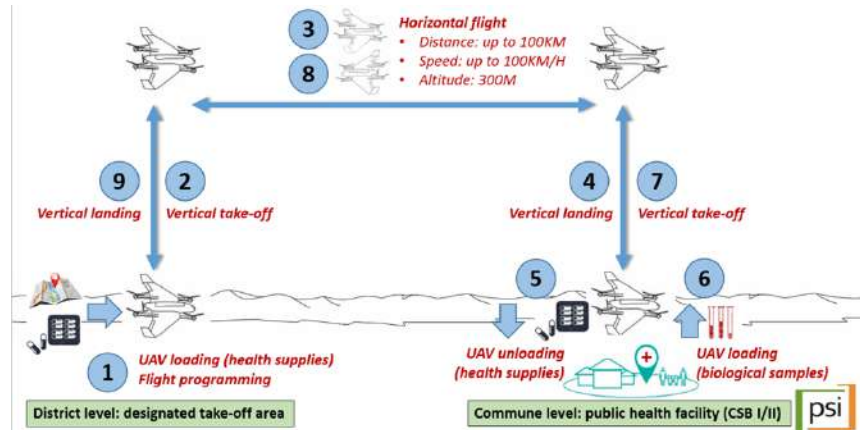 3
8
Horizontal flight
• Distance: up to 100KM
• Speed: up to 100KM/H
• Altitude: 300M
9
2
Vertical landing
Vertical take-off
4
7
Vertical landing
Vertical take-off
1
UAV loading (health supplies)
Flight programming
5
UAV unloading
(health supplies)
6
UAV loading
(biological samples)
District level: designated take-off area
Commune level: public health facility (CSB I/II)
psi